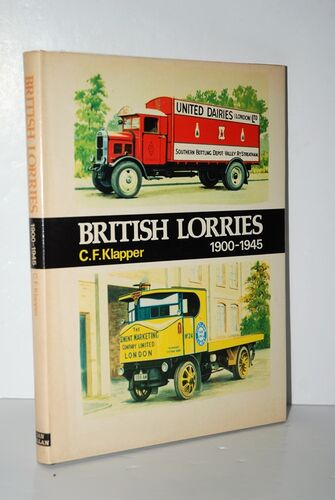 BRITISH LORRIES
1900-1945
C.F.Klapper
IAN
ALLAN
UNITED DAIRIES (LONDON) LTD
SOUTHERN BOTTLING DEPOT VALLEY RD STREATHAM
BRITISH LORRIES
1900-1945
C.F.Klapper
THE
CEMENT MARKETING
COMPANY LIMITED
LONDON
Nº24